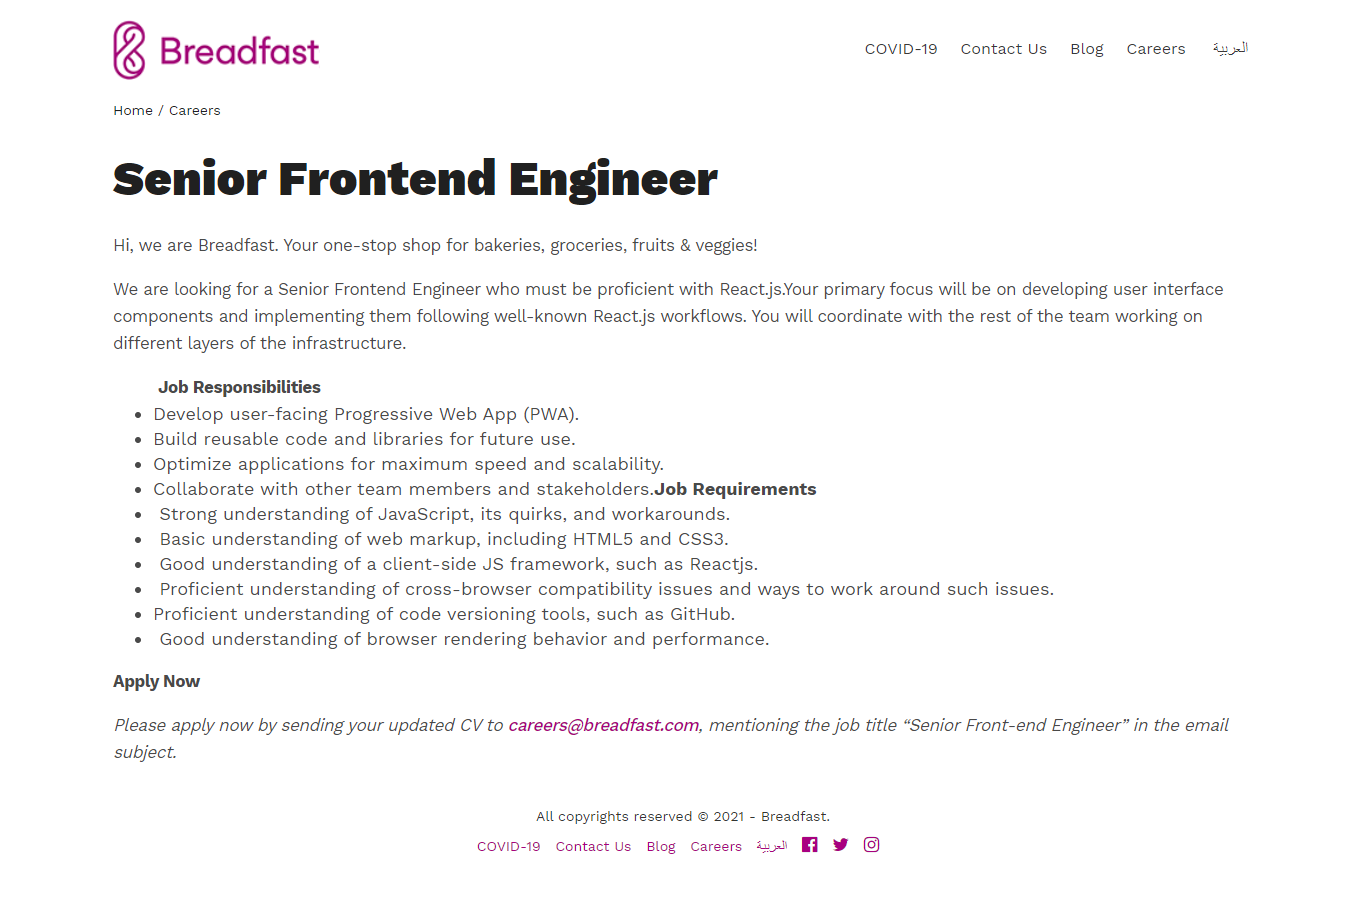 Breadfast
COVID-19 Contact Us Blog Careers العربية
Home / Careers
Senior Frontend Engineer
Hi, we are Breadfast. Your one-stop shop for bakeries, groceries, fruits & veggies!
We are looking for a Senior Frontend Engineer who must be proficient with React.js.Your primary focus will be on developing user interface
components and implementing them following well-known React.js workflows. You will coordinate with the rest of the team working on
different layers of the infrastructure.
Job Responsibilities
• Develop user-facing Progressive Web App (PWA).
• Build reusable code and libraries for future use.
• Optimize applications for maximum speed and scalability.
• Collaborate with other team members and stakeholders.Job Requirements
• Strong understanding of JavaScript, its quirks, and workarounds.
• Basic understanding of web markup, including HTML5 and CSS3.
• Good understanding of a client-side JS framework, such as Reactjs.
• Proficient understanding of cross-browser compatibility issues and ways to work around such issues.
• Proficient understanding of code versioning tools, such as GitHub.
• Good understanding of browser rendering behavior and performance.
Apply Now
Please apply now by sending your updated CV to careers@breadfast.com, mentioning the job title “Senior Front-end Engineer” in the email
subject.
All copyrights reserved © 2021 - Breadfast.
COVID-19 Contact Us Blog Careers العربية